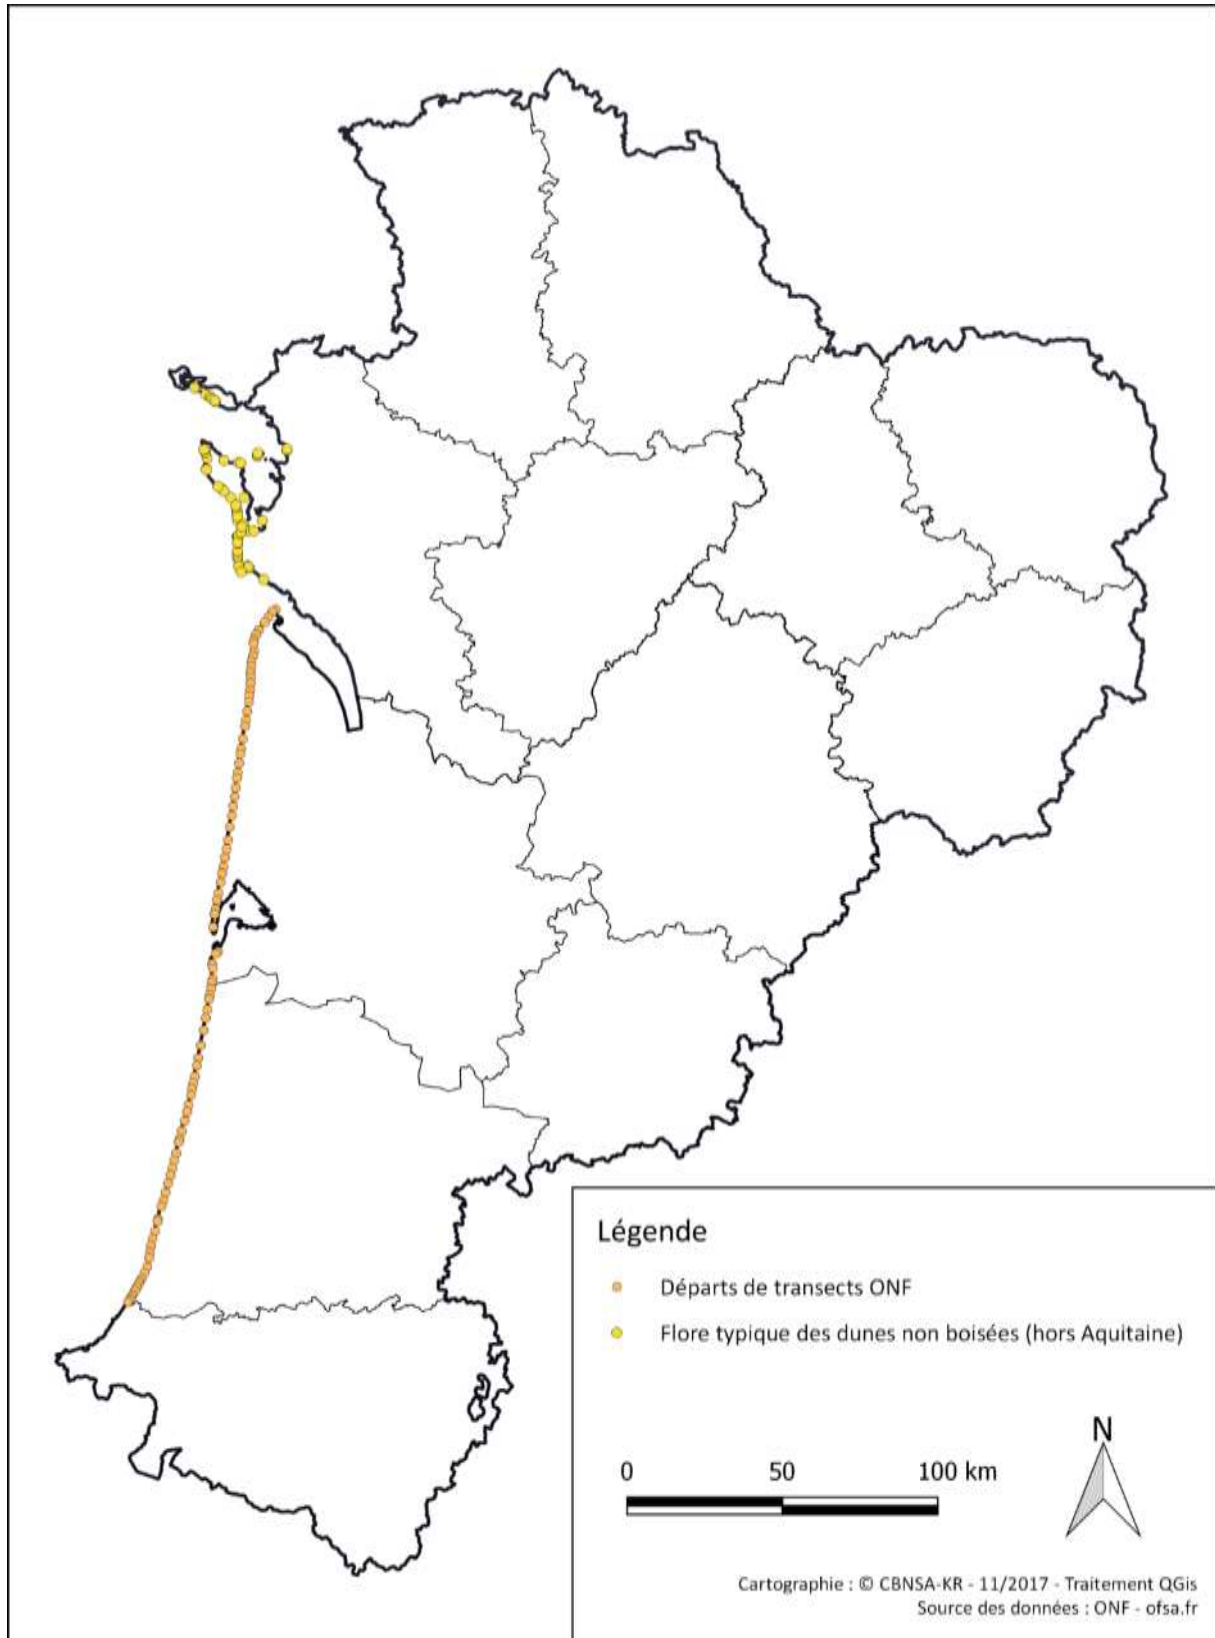 Légende
Départs de transects ONF
Flore typique des dunes non boisées (hors Aquitaine)
N
0 50 100 km
Cartographie : © CBNSA-KR - 11/2017 - Traitement QGis
Source des données : ONF - ofsa.fr